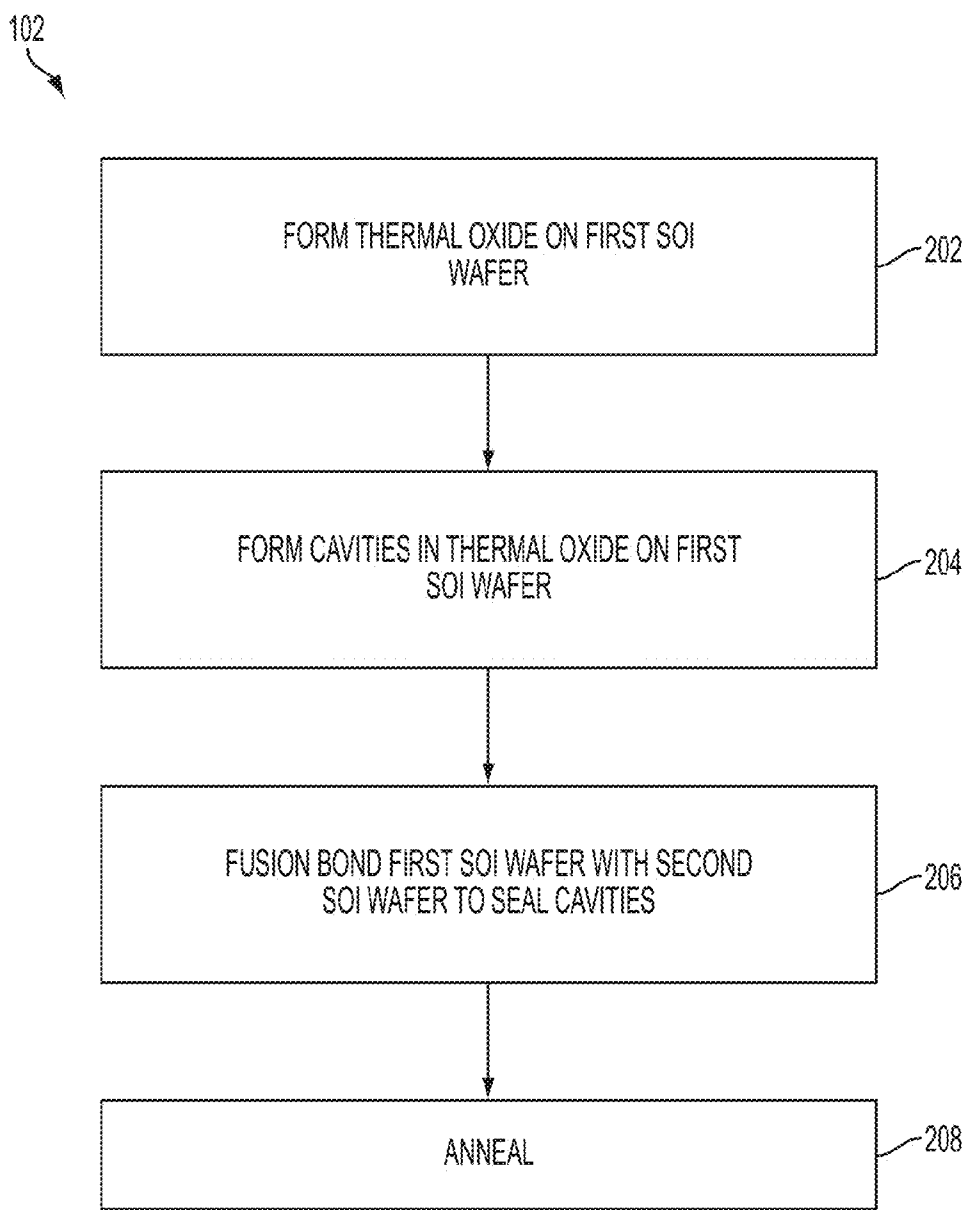 102
FORM THERMAL OXIDE ON FIRST SOI
WAFER
202
FORM CAVITIES IN THERMAL OXIDE ON FIRST
SOI WAFER
204
FUSION BOND FIRST SOI WAFER WITH SECOND
SOI WAFER TO SEAL CAVITIES
206
ANNEAL
208